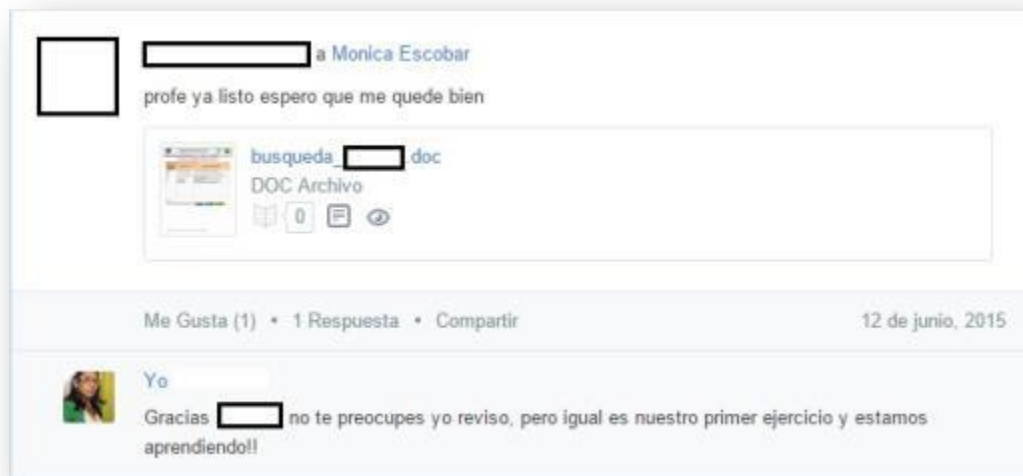 a Monica Escobar
profe ya listo espero que me quede bien
busqueda_ .doc
DOC Archivo
0
Me Gusta (1) • 1 Respuesta • Compartir 12 de junio, 2015
Yo
Gracias no te preocupes yo reviso, pero igual es nuestro primer ejercicio y estamos
aprendiendo!!